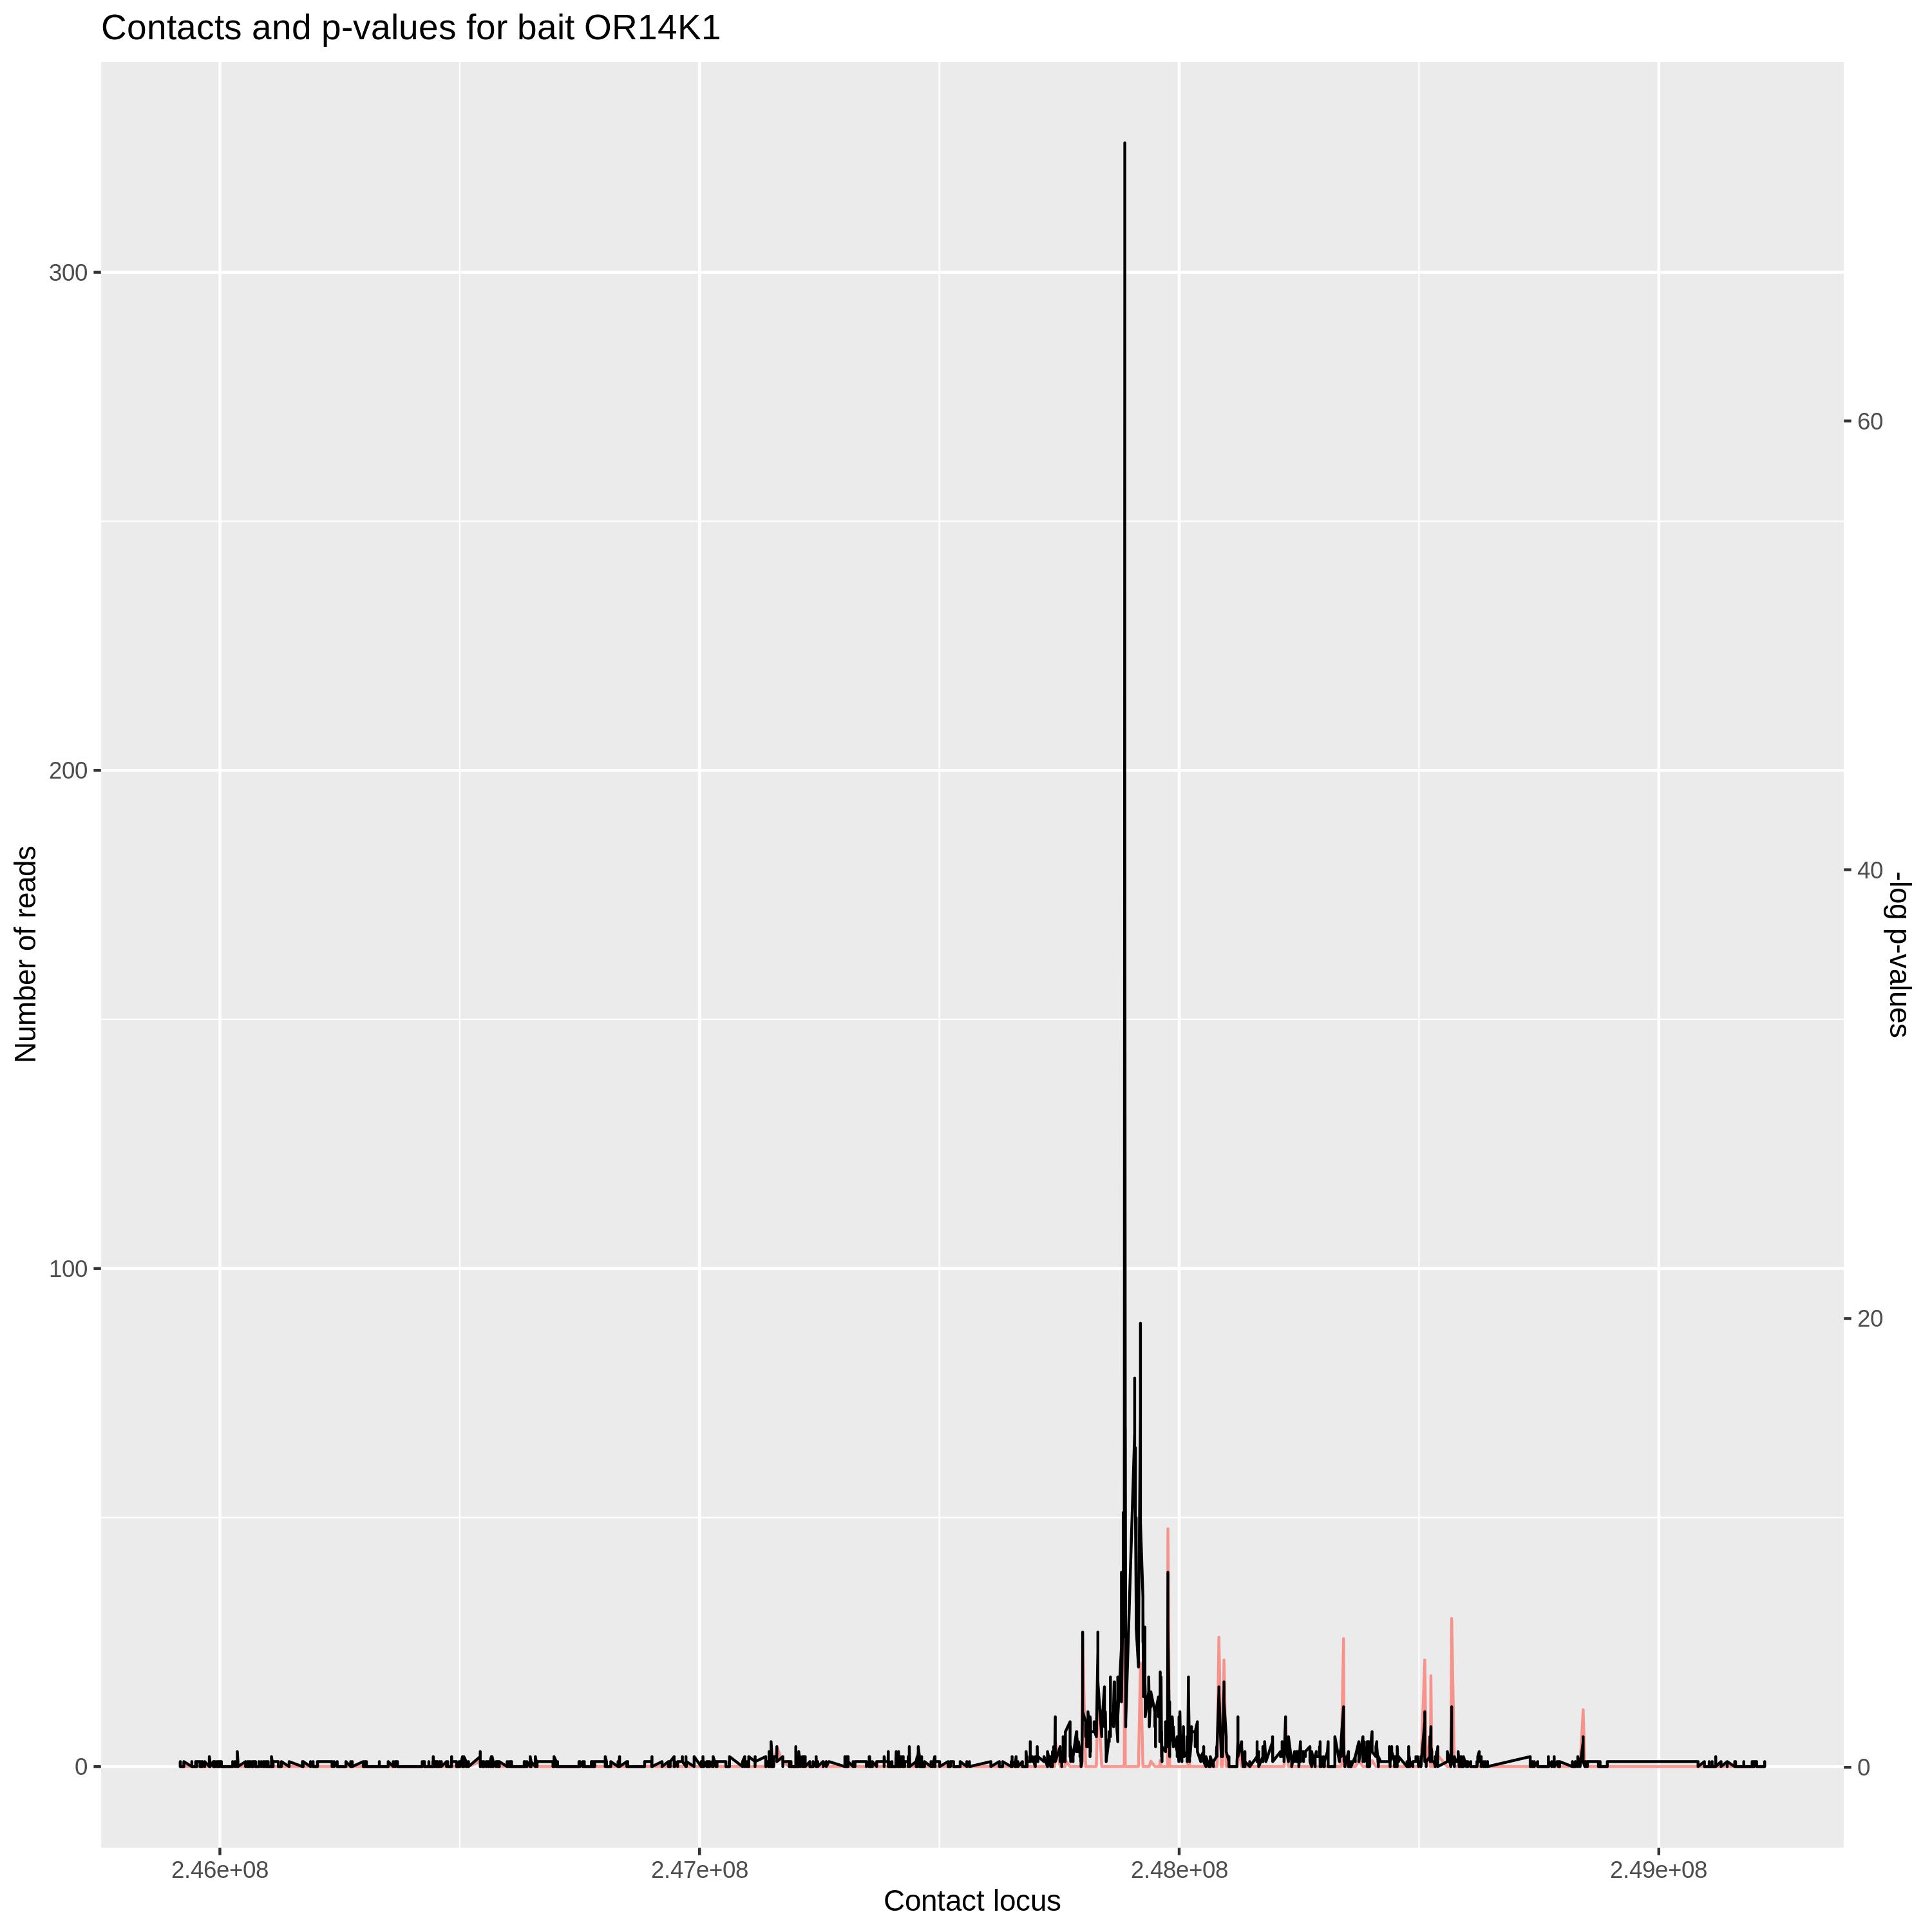 Contacts and p-values for bait OR14K1
300
200
100
0
Number of reads
60
40
20
0
-log p-values
2.46e+08 2.47e+08 2.48e+08 2.49e+08
Contact locus